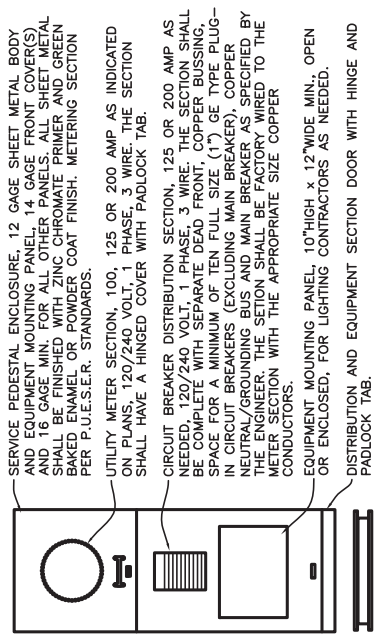 SERVICE PEDESTAL ENCLOSURE, 12 GAGE SHEET METAL BODY
AND EQUIPMENT MOUNTING PANEL, 14 GAGE FRONT COVER(S)
AND 16 GAGE MIN. FOR ALL OTHER PANELS. ALL SHEET METAL
SHALL BE FINISHED WITH ZINC CHROMATE PRIMER AND GREEN
BAKED ENAMEL OR POWDER COAT FINISH. METERING SECTION
PER P.U.E.S.E.R. STANDARDS.
UTILITY METER SECTION, 100, 125 OR 200 AMP AS INDICATED
ON PLANS, 120/240 VOLT, 1 PHASE, 3 WIRE. THE SECTION
SHALL HAVE A HINGED COVER WITH PADLOCK TAB.
CIRCUIT BREAKER DISTRIBUTION SECTION, 125 OR 200 AMP AS
NEEDED, 120/240 VOLT, 1 PHASE, 3 WIRE. THE SECTION SHALL
BE COMPLETE WITH SEPARATE DEAD FRONT, COPPER BUSSING,
SPACE FOR A MINIMUM OF TEN FULL SIZE (1") GE TYPE PLUG-
IN CIRCUIT BREAKERS (EXCLUDING MAIN BREAKER), COPPER
NEUTRAL/GROUNDING BUS AND MAIN BREAKER AS SPECIFIED BY
THE ENGINEER. THE SETION SHALL BE FACTORY WIRED TO THE
METER SECTION WITH THE APPROPRIATE SIZE COPPER
CONDUCTORS.
EQUIPMENT MOUNTING PANEL, 10"HIGH x 12"WIDE MIN., OPEN
OR ENCLOSED, FOR LIGHTING CONTRACTORS AS NEEDED.
DISTRIBUTION AND EQUIPMENT SECTION DOOR WITH HINGE AND
PADLOCK TAB.